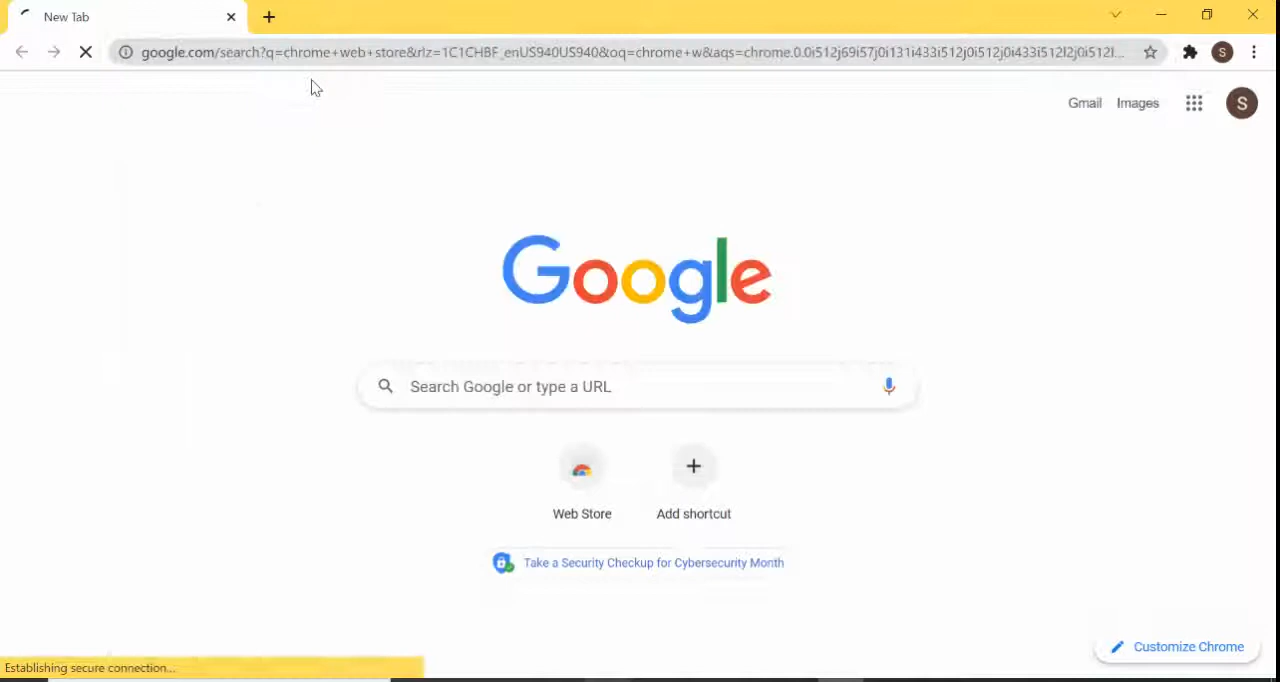 New Tab
google.com/search?q=chrome+web+store&rlz=1C1CHBF_enUS940US940&oq=chrome+w&aqs=chrome.0.0i512j69i57j0i131i433i512j0i512j0i433i512l2j0i512l...
S
Gmail Images S
Google
Search Google or type a URL
Web Store Add shortcut
Take a Security Checkup for Cybersecurity Month
Customize Chrome
Establishing secure connection...